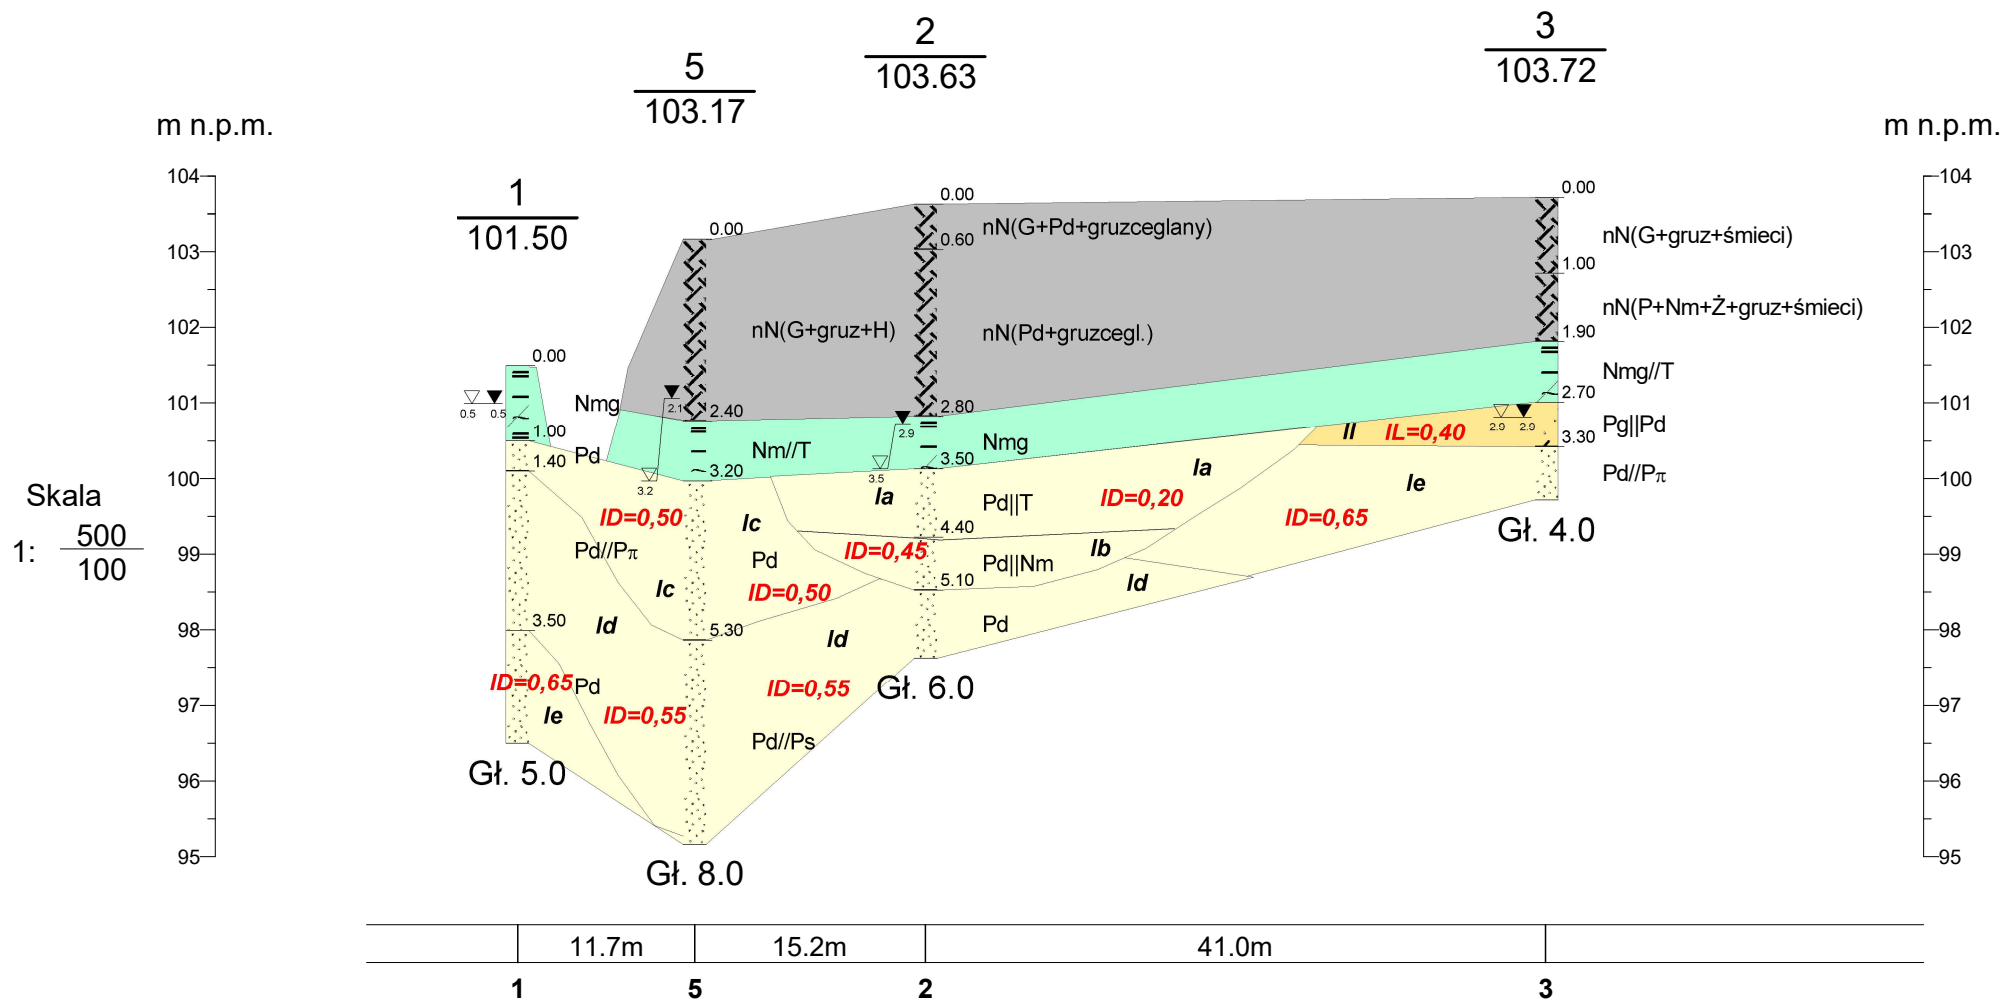 3
103.72
2
103.63
5
103.17
1
101.50
m n.p.m.
m n.p.m.
104
103
102
101
100
99
98
97
96
95
104
103
102
101
100
99
98
97
96
95
Skala
1: 500
100
0.00
1.00
1.40
3.50
0.5
0.5
Nmg
Pd
Pd//Pπ
Pd
ID=0,50
Ic
Id
ID=0,65
Ie
ID=0,55
Gł. 5.0
0.00
2.40
3.20
5.30
2.1
3.2
nN(G+gruz+H)
Nm//T
Ic
Pd
ID=0,50
Id
ID=0,55
Pd//Ps
Gł. 8.0
0.00
0.60
2.80
3.50
4.40
5.10
2.9
3.5
nN(G+Pd+gruzceglany)
nN(Pd+gruzcegl.)
Nmg
Ia
Pd||T
ID=0,45
Pd||Nm
Pd
Ia
ID=0,20
Ib
Id
Gł. 6.0
0.00
1.00
1.90
2.70
3.30
2.9
2.9
nN(G+gruz+śmieci)
nN(P+Nm+Ż+gruz+śmieci)
Nmg//T
Pg||Pd
Pd//Pπ
II
IL=0,40
Ie
ID=0,65
Gł. 4.0
11.7m
15.2m
41.0m
1
5
2
3